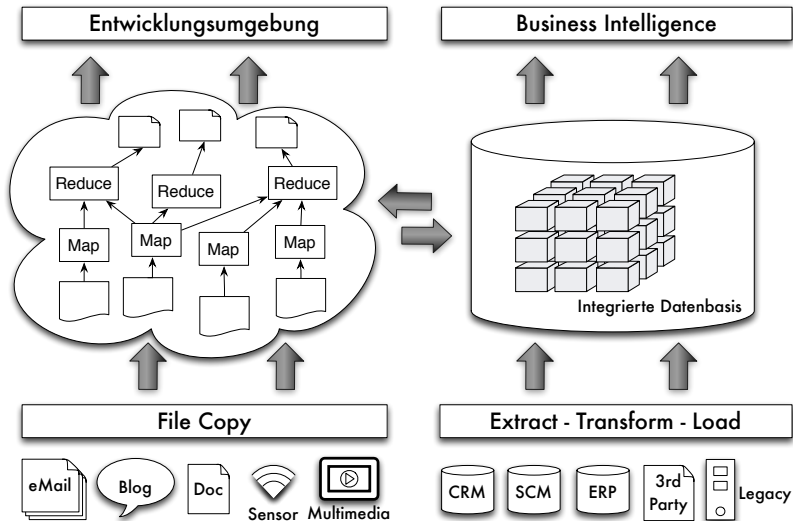 Entwicklungsumgebung
Business Intelligence
Reduce
Reduce
Reduce
Map
Map
Map
Map
Integrierte Datenbasis
File Copy
Extract - Transform - Load
eMail
Blog
Doc
Sensor
Multimedia
CRM
SCM
ERP
3rd
Party
Legacy